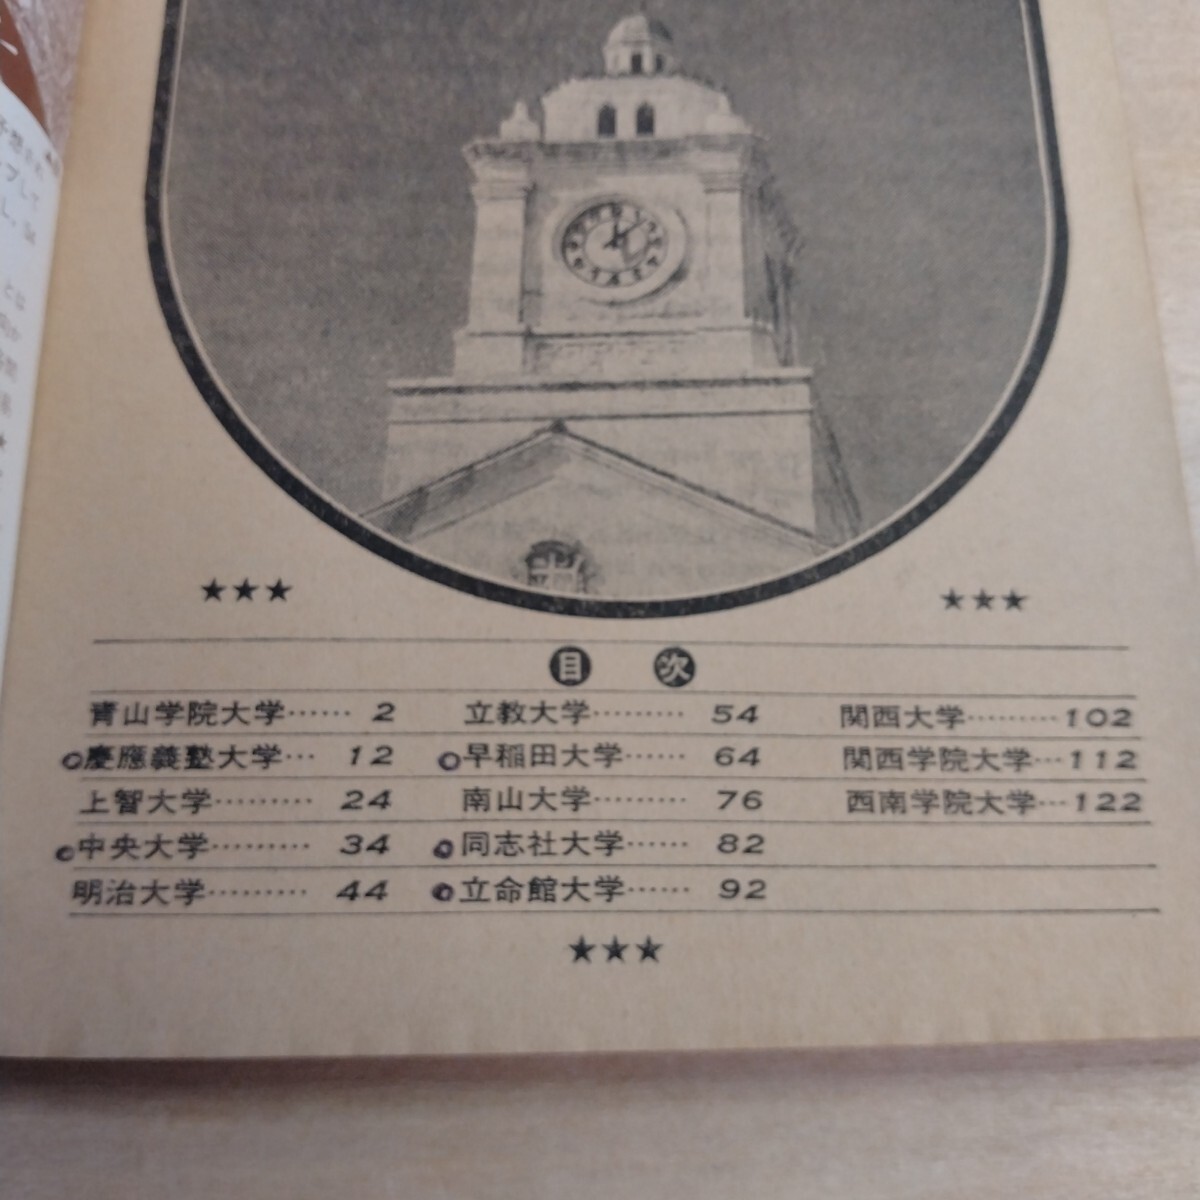 ★★★
★★★
目 次
青山学院大学…… 2
慶應義塾大学… 12
上智大学……… 24
中央大学……… 34
明治大学……… 44
立教大学……… 54
早稲田大学…… 64
南山大学……… 76
同志社大学…… 82
立命館大学…… 92
関西大学………102
関西学院大学…112
西南学院大学…122
★★★